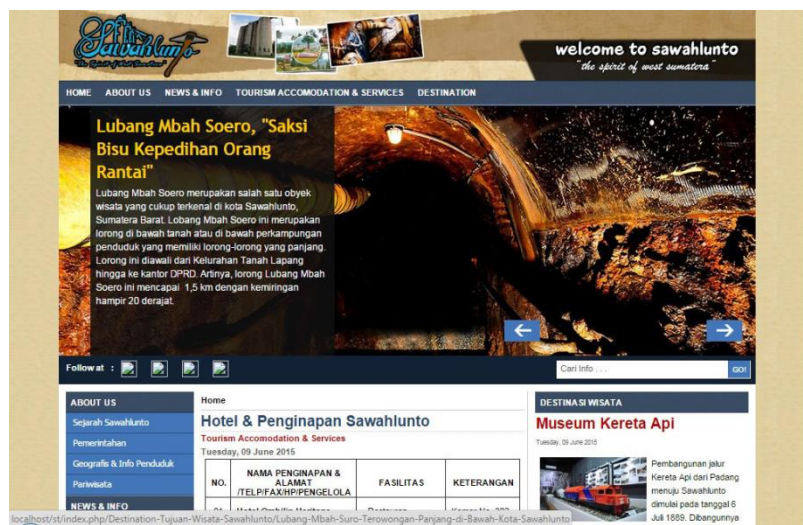 Sawahlunto
"The Spirit of West Sumatera"
welcome to sawahlunto
"the spirit of west sumatera"
HOME ABOUT US NEWS & INFO TOURISM ACCOMODATION & SERVICES DESTINATION
Lubang Mbah Soero, "Saksi
Bisu Kepedihan Orang
Rantai"
Lubang Mbah Soero merupakan salah satu obyek
wisata yang cukup terkenal di kota Sawahlunto,
Sumatera Barat. Lobang Mbah Soero ini merupakan
lorong di bawah tanah atau di bawah perkampungan
penduduk yang memiliki lorong-lorong yang panjang.
Lorong ini diawali dari Kelurahan Tanah Lapang
hingga ke kantor DPRD. Artinya, lorong Lubang Mbah
Soero ini mencapai 1,5 km dengan kemiringan
hampir 20 derajat.
Follow at :
Cari Info . . .
GO!
ABOUT US
Sejarah Sawahlunto
Pemerintahan
Geografis & Info Penduduk
Pariwisata
NEWS & INFO
Home
Hotel & Penginapan Sawahlunto
Tourism Accomodation & Services
Tuesday, 09 June 2015
NO. NAMA PENGINAPAN & ALAMAT /TELP/FAX/HP/PENGELOLA FASILITAS KETERANGAN
DESTINASI WISATA
Museum Kereta Api
Tuesday, 09 June 2015
Pembangunan jalur
Kereta Api dari Padang
menuju Sawahlunto
dimulai pada tanggal 6
Juli 1889. Dibangunnya
localhost/st/index.php/Destination-Tujuan-Wisata-Sawahlunto/Lubang-Mbah-Suro-Terowongan-Panjang-di-Bawah-Kota-Sawahlunto